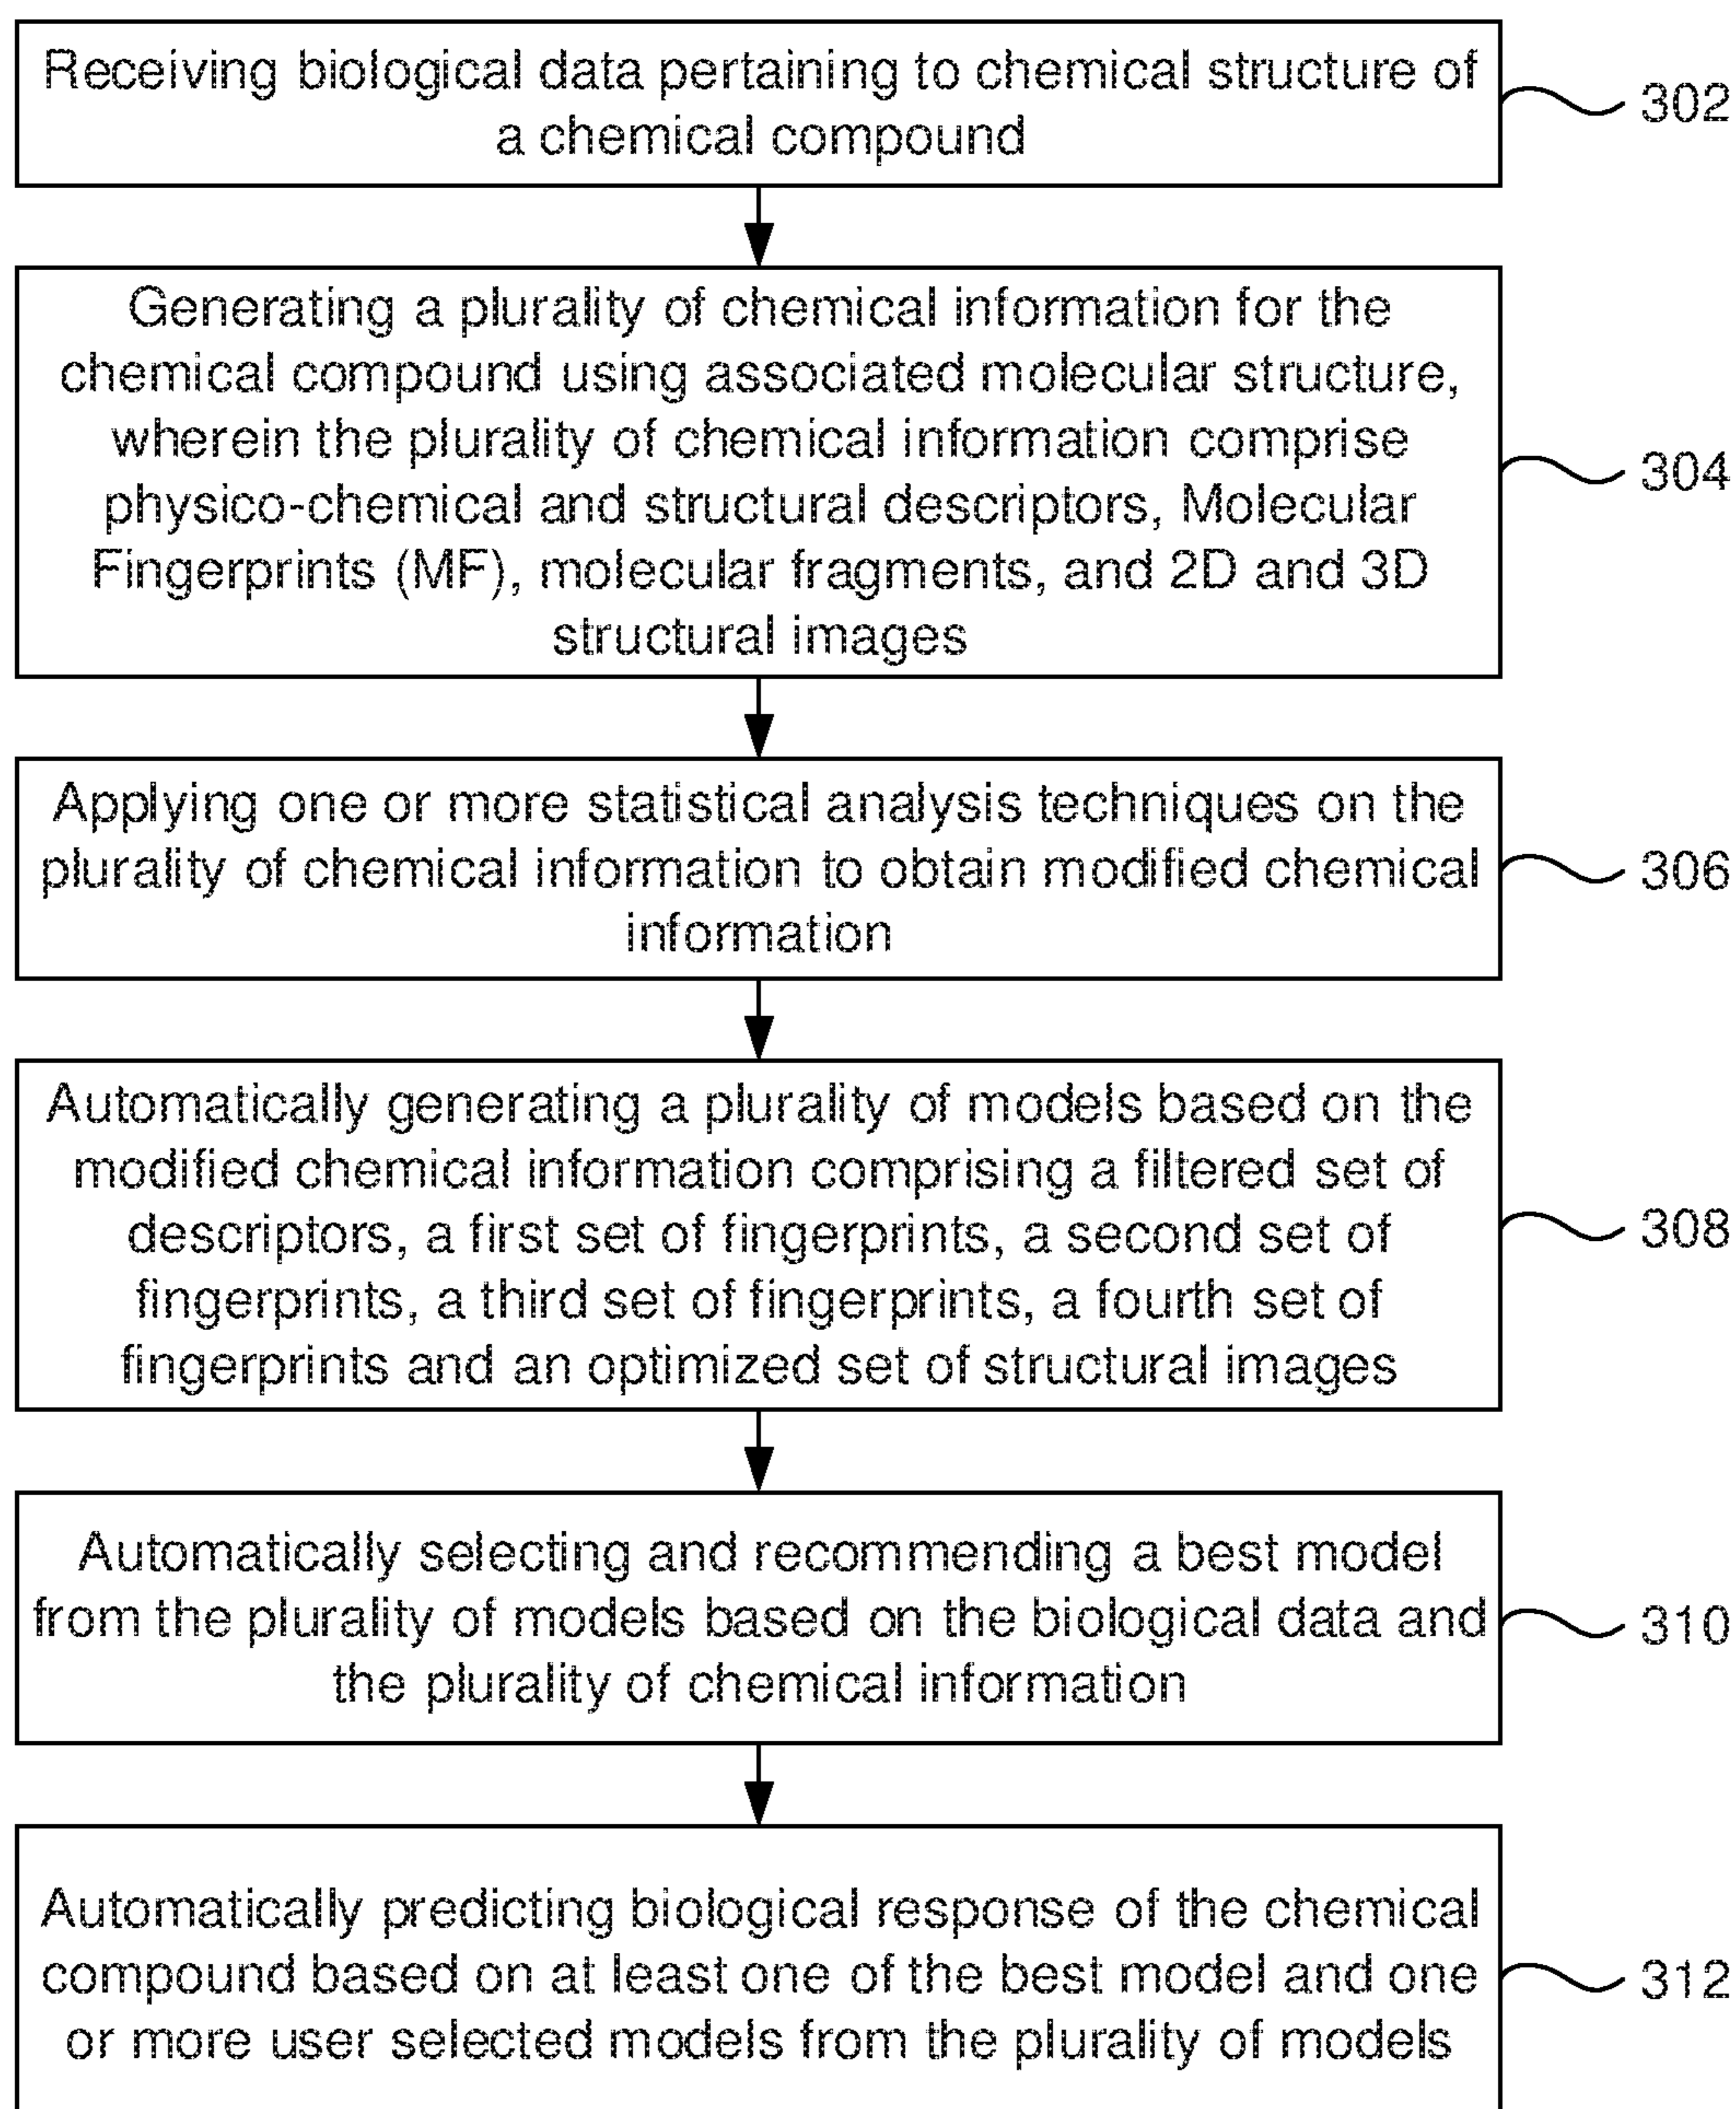 Receiving biological data pertaining to chemical structure of
a chemical compound
302
Generating a plurality of chemical information for the
chemical compound using associated molecular structure,
wherein the plurality of chemical information comprise
physico-chemical and structural descriptors, Molecular
Fingerprints (MF), molecular fragments, and 2D and 3D
structural images
304
Applying one or more statistical analysis techniques on the
plurality of chemical information to obtain modified chemical
information
306
Automatically generating a plurality of models based on the
modified chemical information comprising a filtered set of
descriptors, a first set of fingerprints, a second set of
fingerprints, a third set of fingerprints, a fourth set of
fingerprints and an optimized set of structural images
308
Automatically selecting and recommending a best model
from the plurality of models based on the biological data and
the plurality of chemical information
310
Automatically predicting biological response of the chemical
compound based on at least one of the best model and one
or more user selected models from the plurality of models
312